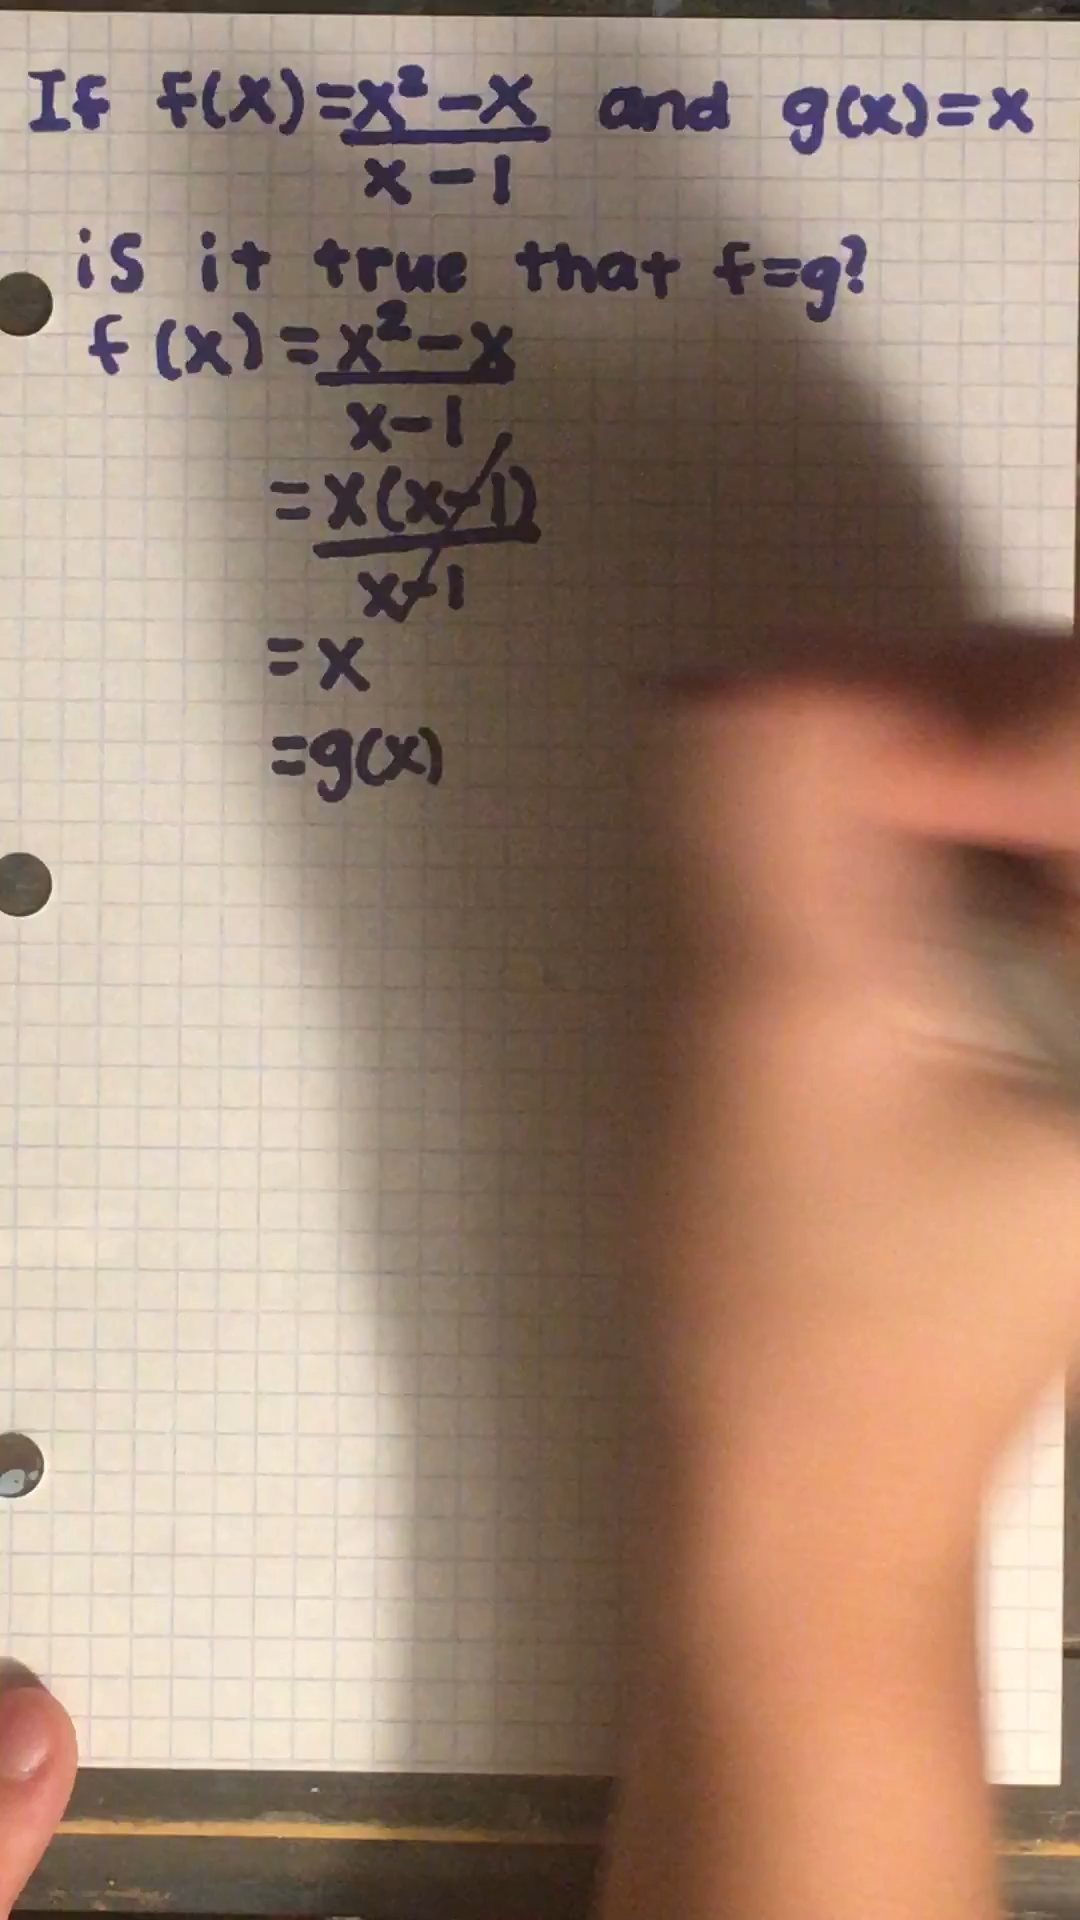 If f(x)=x²-x and g(x)=x
x-1
is it true that f=g?
f(x)=x²-x
x-1
=x(x-1)
x-1
=x
=g(x)